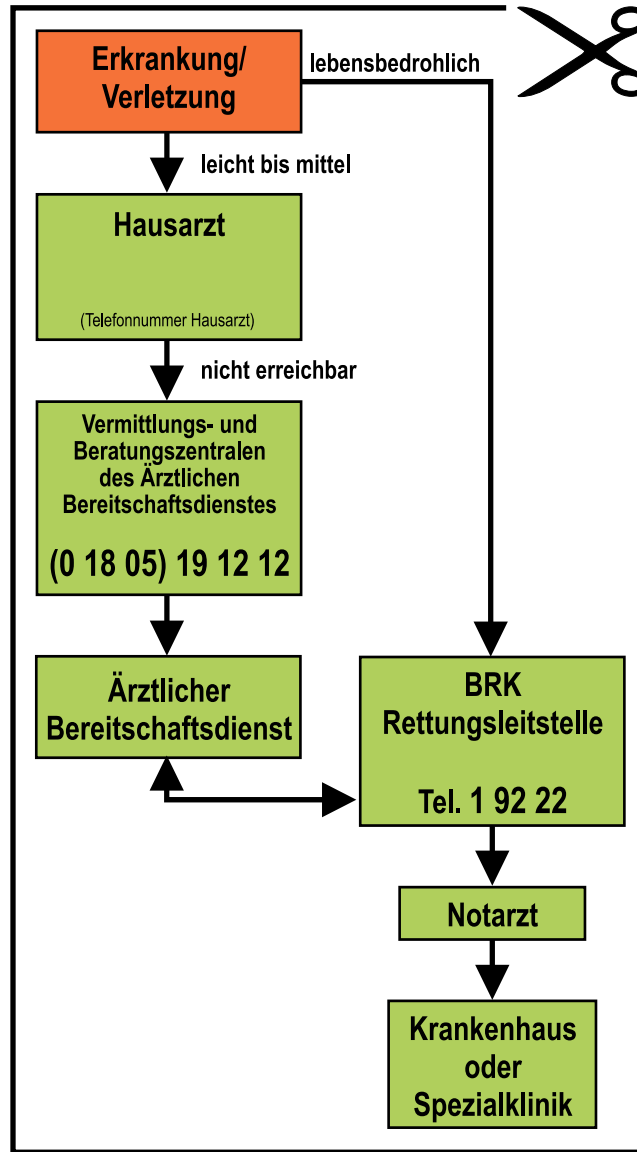 Erkrankung/
Verletzung
lebensbedrohlich
leicht bis mittel
Hausarzt
(Telefonnummer Hausarzt)
nicht erreichbar
Vermittlungs- und
Beratungszentralen
des Ärztlichen
Bereitschaftsdienstes
(0 18 05) 19 12 12
Ärztlicher
Bereitschaftsdienst
BRK
Rettungsleitstelle
Tel. 1 92 22
Notarzt
Krankenhaus
oder
Spezialklinik